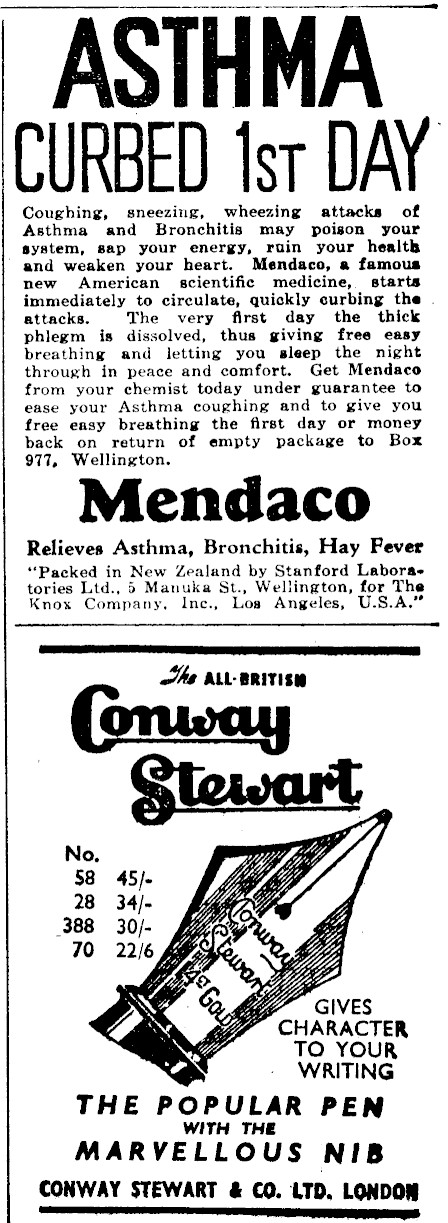 ASTHMA
CURBED 1ST DAY
Coughing, sneezing, wheezing attacks of
Asthma and Bronchitis may poison your
system, sap your energy, ruin your health
and weaken your heart. Mendaco, a famous
new American scientific medicine, starts
immediately to circulate, quickly curbing the
attacks. The very first day the thick
phlegm is dissolved, thus giving free easy
breathing and letting you sleep the night
through in peace and comfort. Get Mendaco
from your chemist today under guarantee to
ease your Asthma coughing and to give you
free easy breathing the first day or money
back on return of empty package to Box
977, Wellington.
Mendaco
Relieves Asthma, Bronchitis, Hay Fever
"Packed in New Zealand by Stanford Labora-
tories Ltd., 5 Manuka St., Wellington, for The
Knox Company, Inc., Los Angeles, U.S.A."
The ALL-BRITISH
Conway
Stewart
No.
58 45/-
28 34/-
388 30/-
70 22/6
Conway
Stewart
14CT GOLD
GIVES
CHARACTER
TO YOUR
WRITING
THE POPULAR PEN
WITH THE
MARVELLOUS NIB
CONWAY STEWART & CO. LTD. LONDON